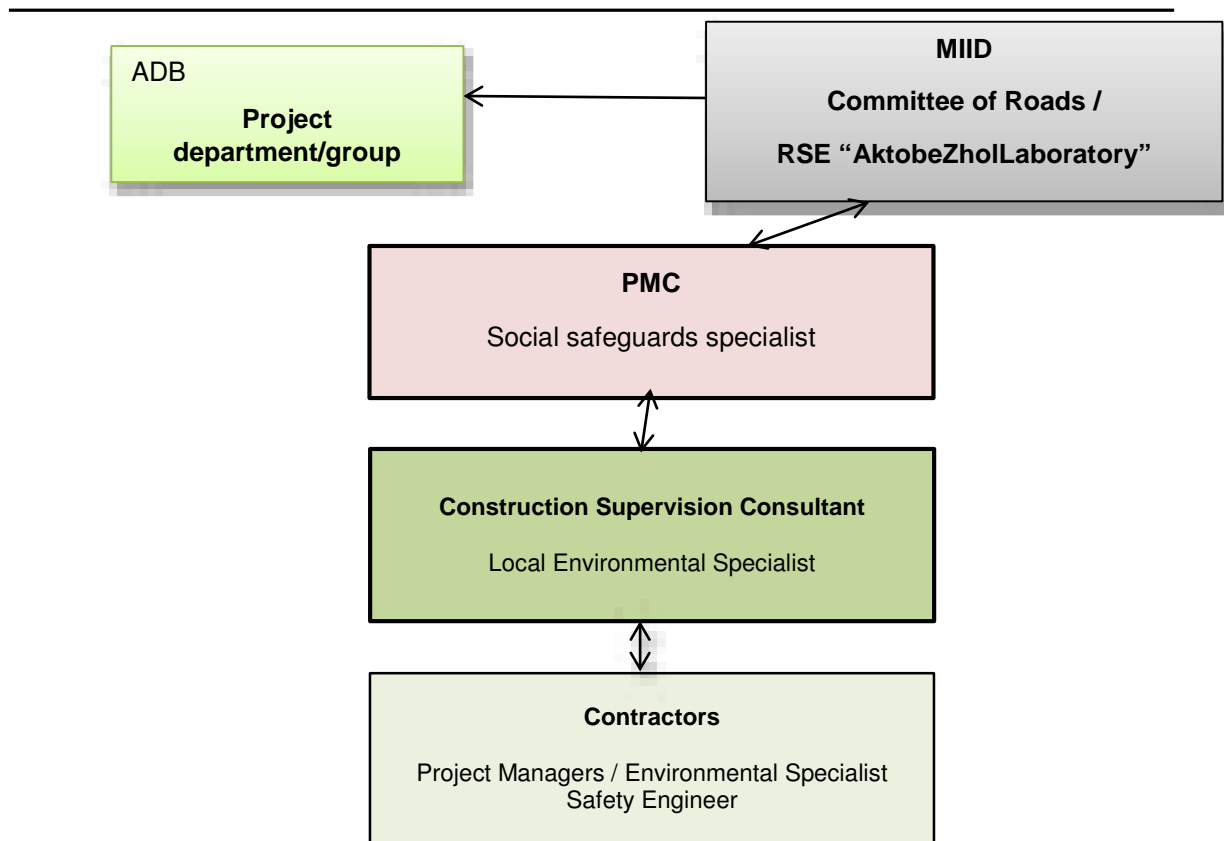 ADB
Project
department/group
MIID
Committee of Roads /
RSE “AktobeZholLaboratory”
PMC
Social safeguards specialist
Construction Supervision Consultant
Local Environmental Specialist
Contractors
Project Managers / Environmental Specialist
Safety Engineer